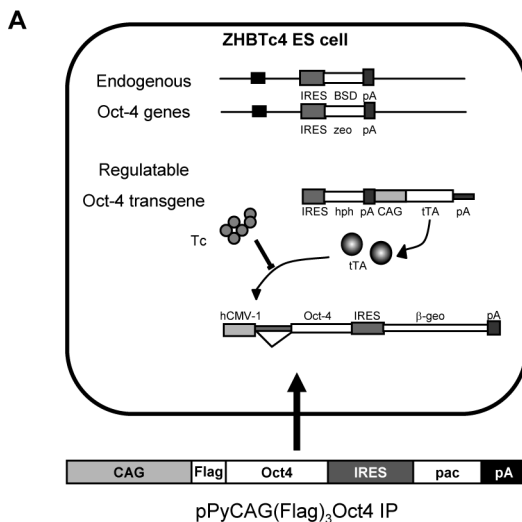 A
ZHBTc4 ES cell
Endogenous
Oct-4 genes
IRES BSD pA
IRES zeo pA
Regulatable
Oct-4 transgene
IRES hph pA CAG tTA pA
Tc
tTA
hCMV-1 Oct-4 IRES β-geo pA
CAG Flag Oct4 IRES pac pA
pPyCAG(Flag)₃Oct4 IP